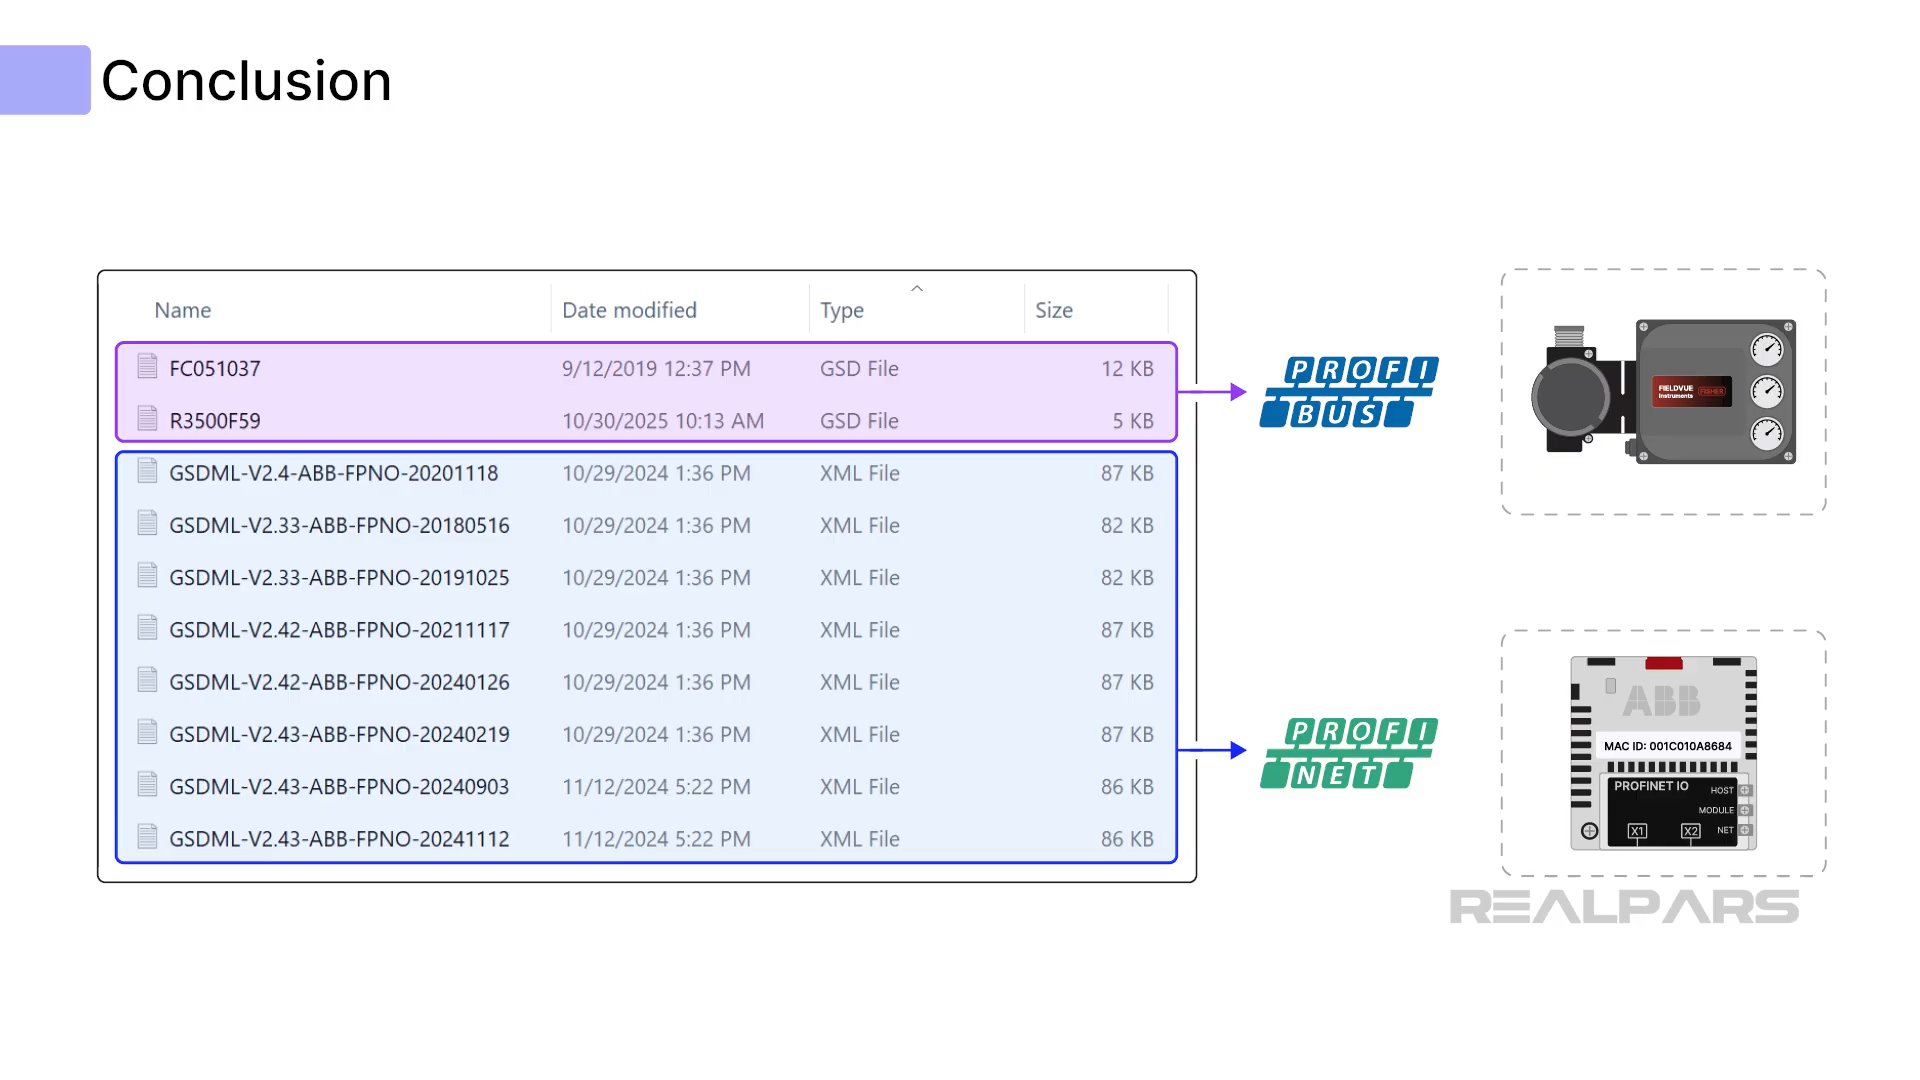 Conclusion
Name Date modified Type Size
FC051037 9/12/2019 12:37 PM GSD File 12 KB
R3500F59 10/30/2025 10:13 AM GSD File 5 KB
GSDML-V2.4-ABB-FPNO-20201118 10/29/2024 1:36 PM XML File 87 KB
GSDML-V2.33-ABB-FPNO-20180516 10/29/2024 1:36 PM XML File 82 KB
GSDML-V2.33-ABB-FPNO-20191025 10/29/2024 1:36 PM XML File 82 KB
GSDML-V2.42-ABB-FPNO-20211117 10/29/2024 1:36 PM XML File 87 KB
GSDML-V2.42-ABB-FPNO-20240126 10/29/2024 1:36 PM XML File 87 KB
GSDML-V2.43-ABB-FPNO-20240219 10/29/2024 1:36 PM XML File 87 KB
GSDML-V2.43-ABB-FPNO-20240903 11/12/2024 5:22 PM XML File 86 KB
GSDML-V2.43-ABB-FPNO-20241112 11/12/2024 5:22 PM XML File 86 KB
PROFI
BUS
FIELDVUE
Instruments
FISHER
PROFI
NET
ABB
MAC ID: 001C010A8684
PROFINET IO
HOST
MODULE
X1 X2 NET
REALPARS